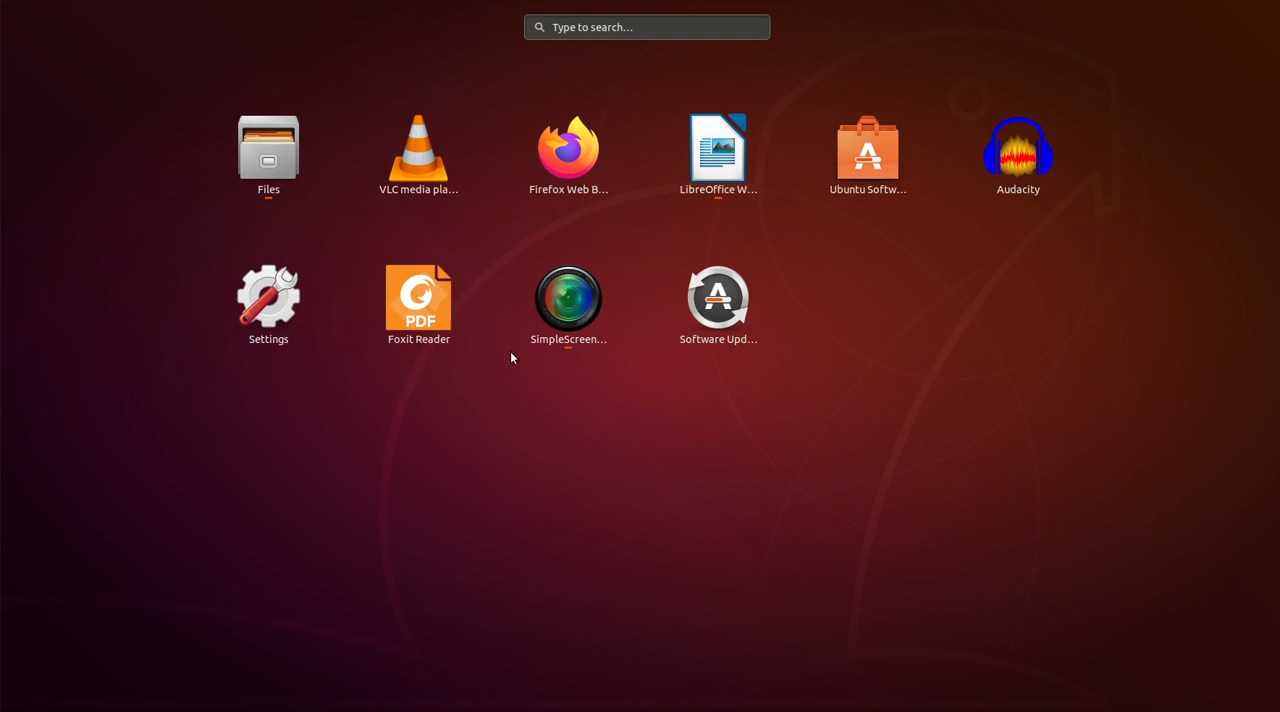 Type to search...
Files
VLC media pla...
Firefox Web B...
LibreOffice W...
Ubuntu Softw...
Audacity
Settings
PDF
Foxit Reader
SimpleScreen...
Software Upd...